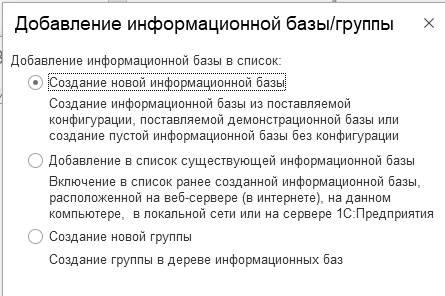 Добавление информационной базы/группы
Добавление информационной базы в список:
Создание новой информационной базы
Создание информационной базы из поставляемой
конфигурации, поставляемой демонстрационной базы или
создание пустой информационной базы без конфигурации
Добавление в список существующей информационной базы
Включение в список ранее созданной информационной базы,
расположенной на веб-сервере (в интернете), на данном
компьютере, в локальной сети или на сервере 1С:Предприятия
Создание новой группы
Создание группы в дереве информационных баз